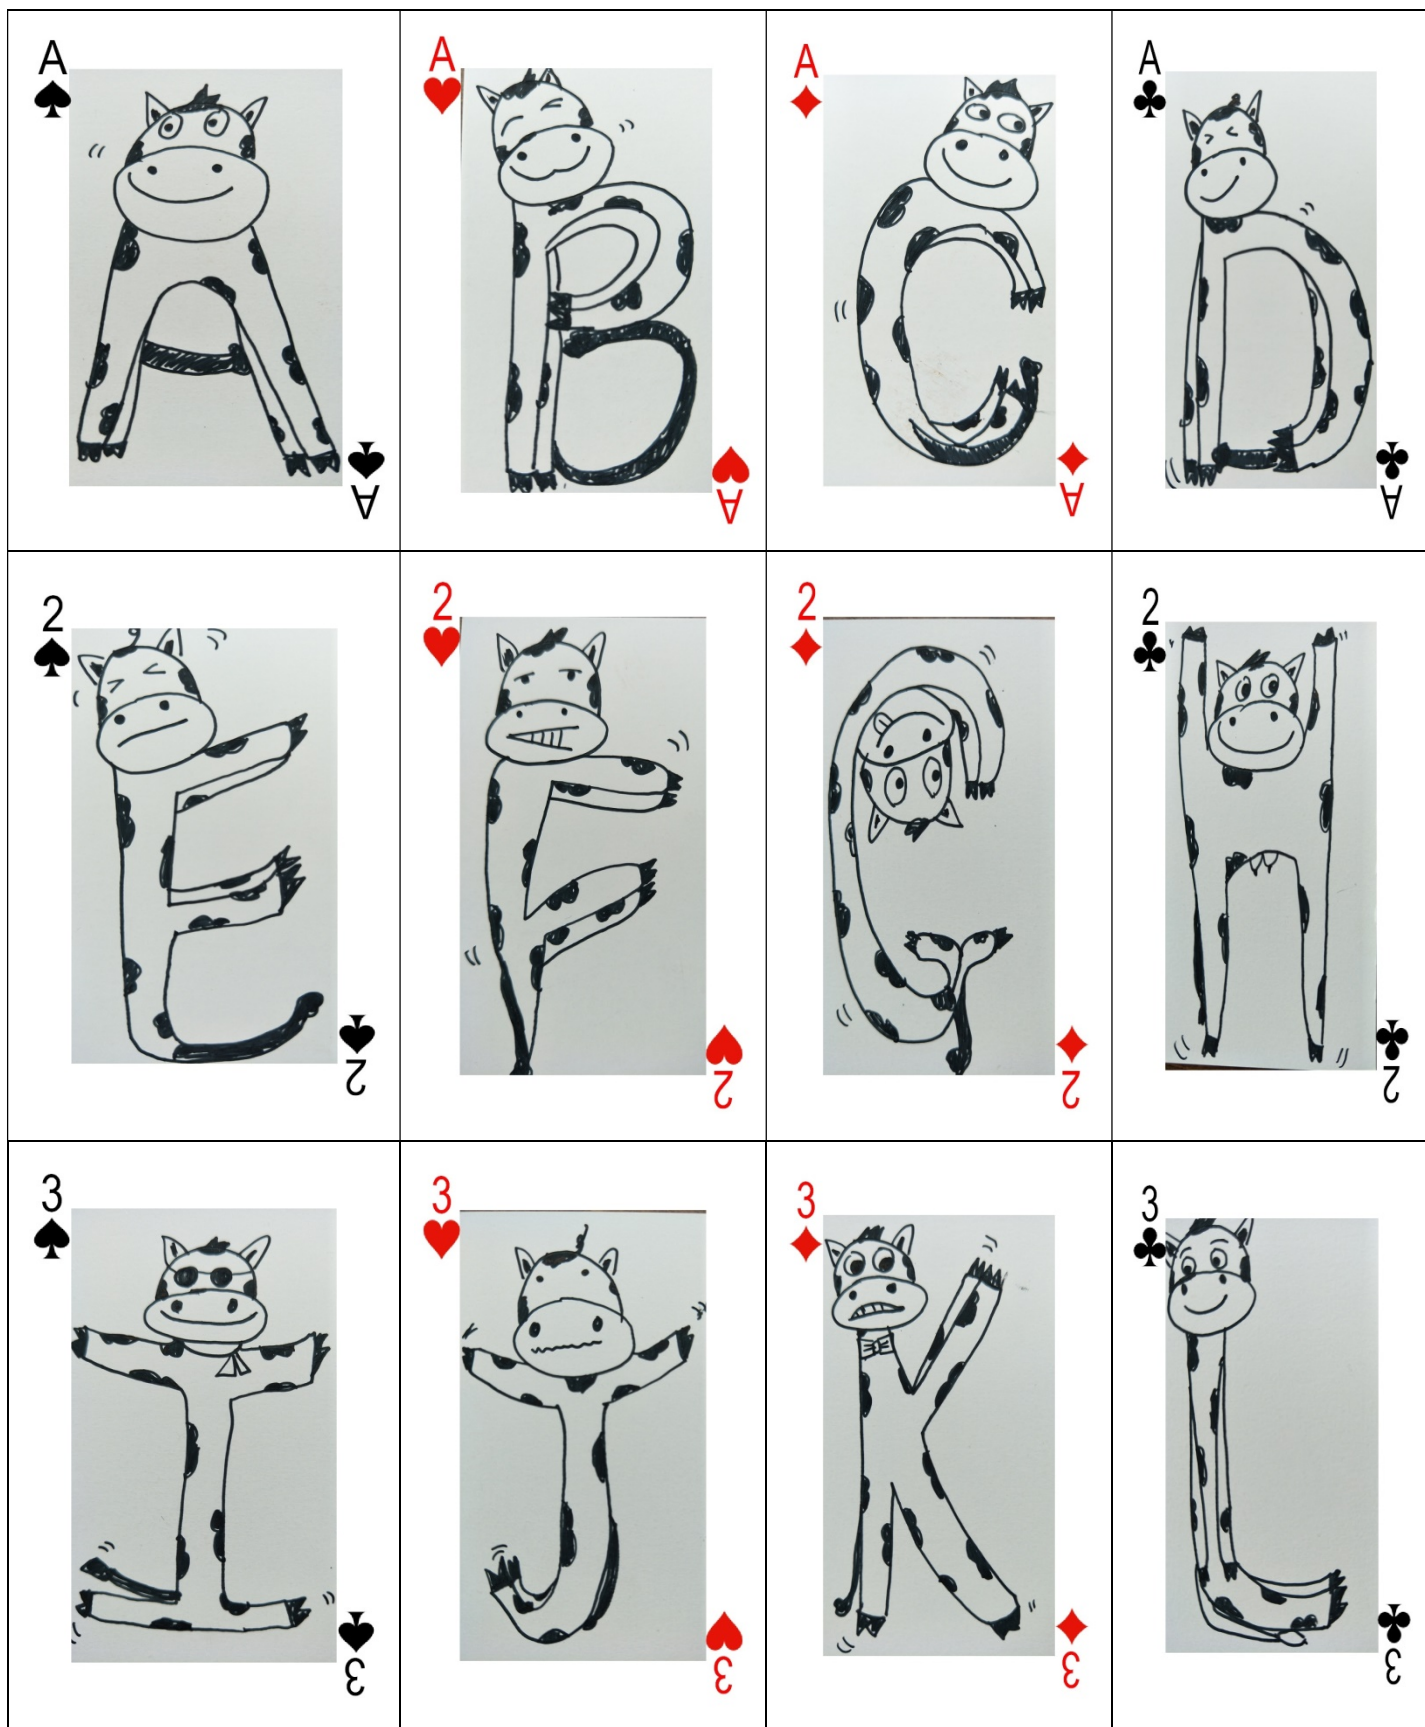 A♠ A♥ A♦ A♣
A B C D
A♠ A♥ A♦ A♣
2♠ 2♥ 2♦ 2♣
E F G H
2♠ 2♥ 2♦ 2♣
3♠ 3♥ 3♦ 3♣
I J K L
3♠ 3♥ 3♦ 3♣